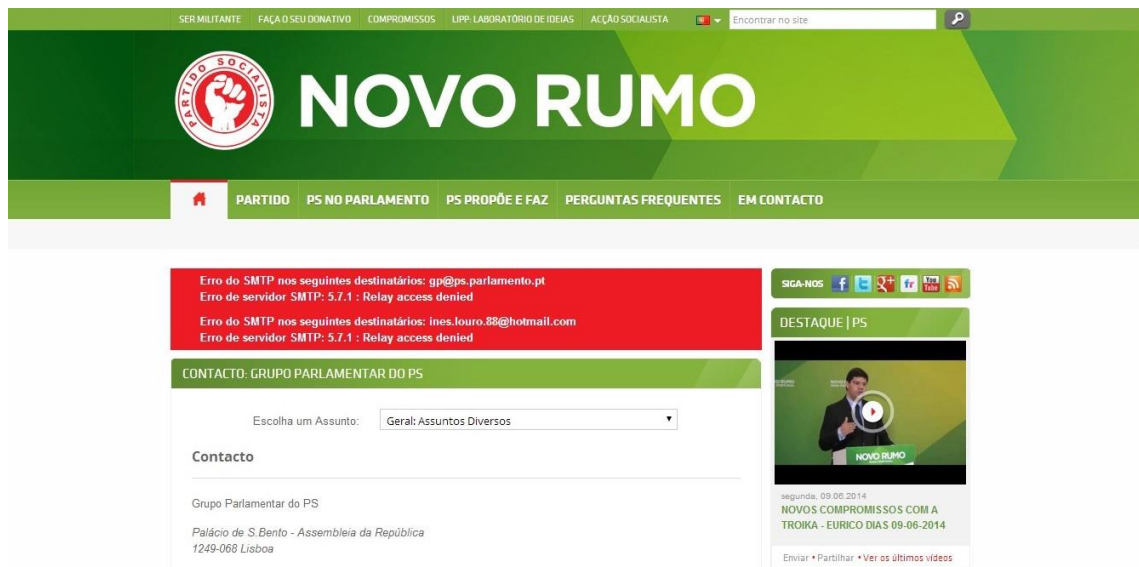 SER MILITANTE FAÇA O SEU DONATIVO COMPROMISSOS LIPP: LABORATÓRIO DE IDEIAS ACÇÃO SOCIALISTA Encontrar no site
PARTIDO SOCIALISTA
NOVO RUMO
PARTIDO PS NO PARLAMENTO PS PROPÕE E FAZ PERGUNTAS FREQUENTES EM CONTACTO
Erro do SMTP nos seguintes destinatários: gp@ps.parlamento.pt
Erro de servidor SMTP: 5.7.1 : Relay access denied
Erro do SMTP nos seguintes destinatários: ines.louro.88@hotmail.com
Erro de servidor SMTP: 5.7.1 : Relay access denied
CONTACTO: GRUPO PARLAMENTAR DO PS
Escolha um Assunto: Geral: Assuntos Diversos
Contacto
Grupo Parlamentar do PS
Palácio de S.Bento - Assembleia da República
1249-068 Lisboa
SIGA-NOS
You Tube
DESTAQUE | PS
NOVO RUMO
segunda, 09.06.2014
NOVOS COMPROMISSOS COM A
TROIKA - EURICO DIAS 09-06-2014
Enviar • Partilhar • Ver os últimos vídeos